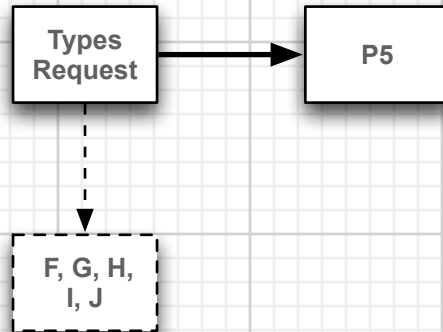 Types
Request
P5
F, G, H,
I, J